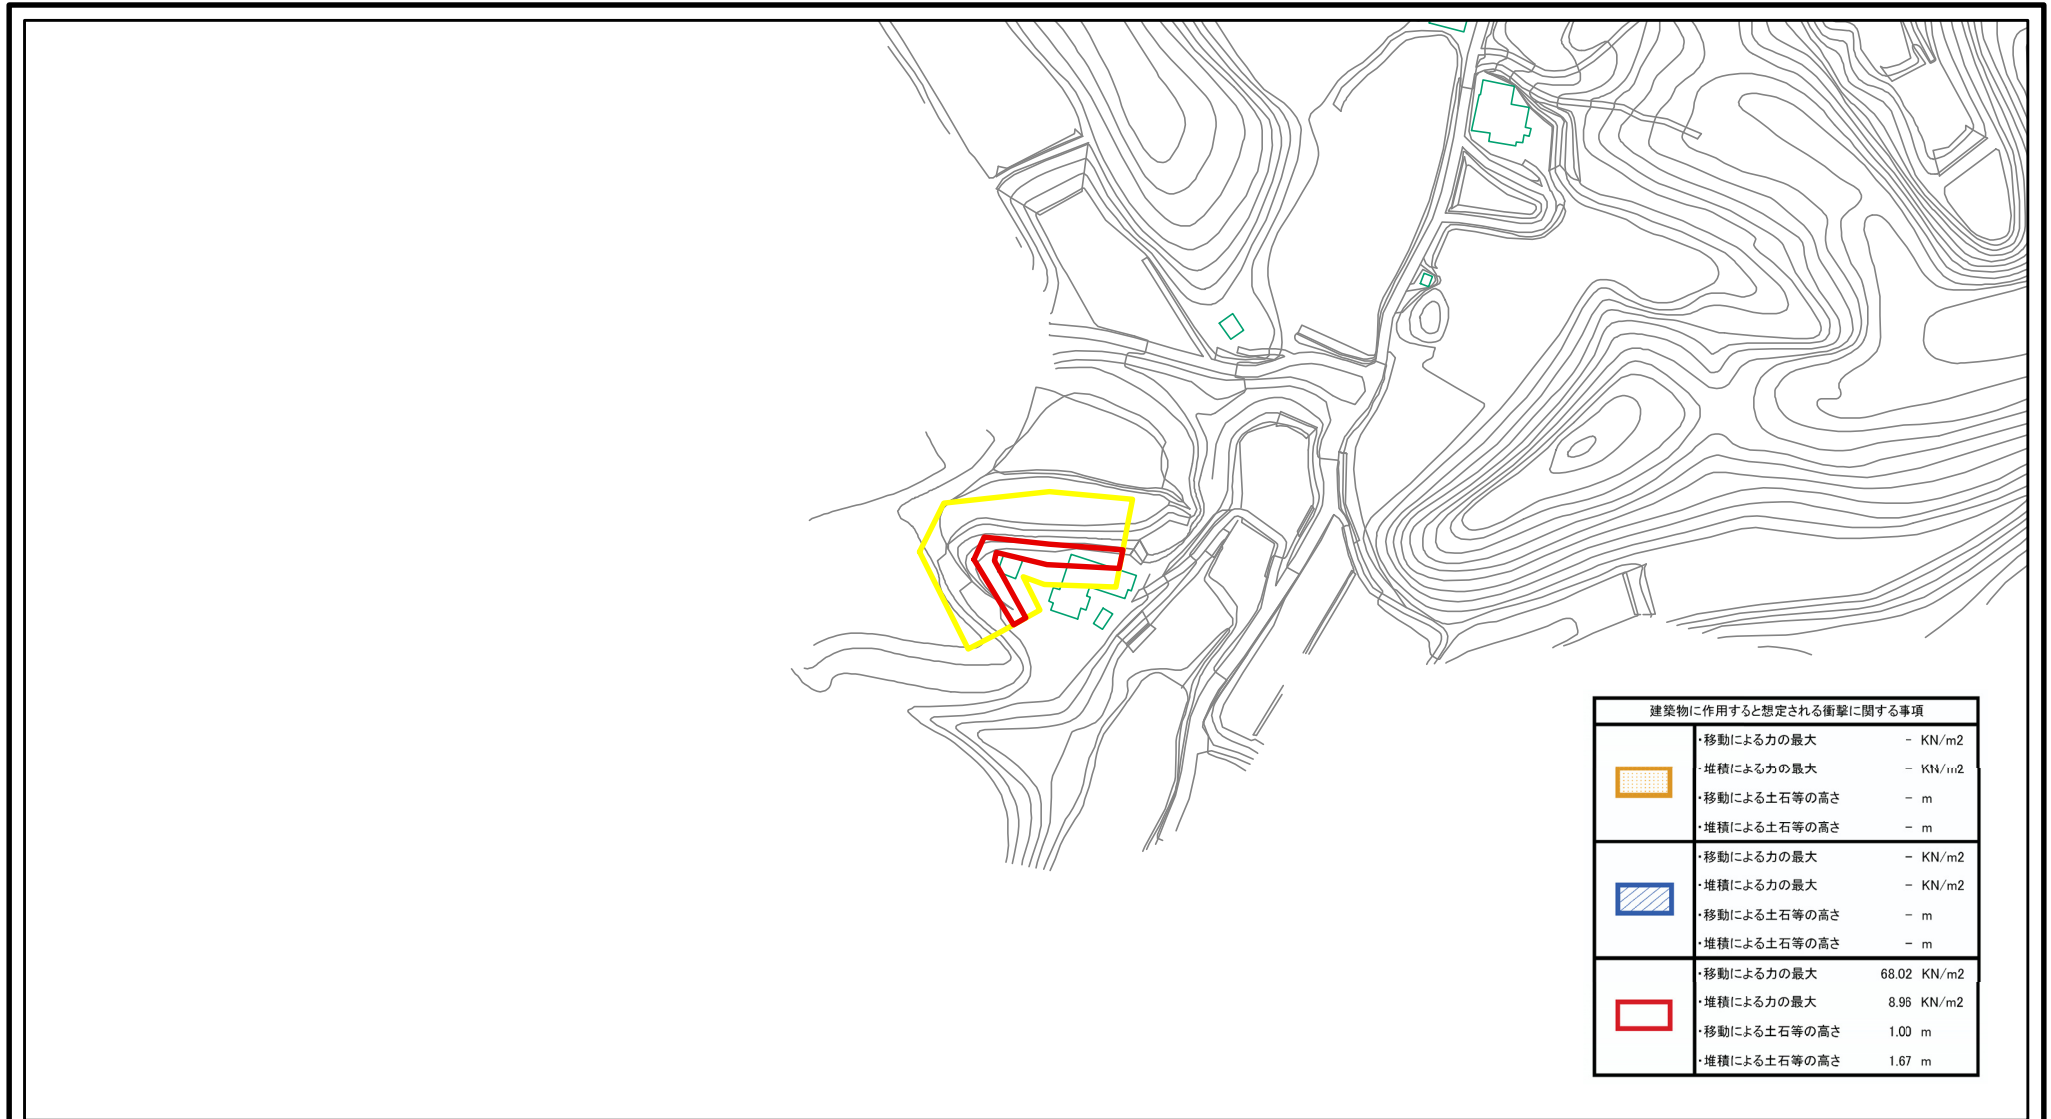 建築物に作用すると想定される衝撃に関する事項
・移動による力の最大 - KN/m2
・堆積による力の最大 - KN/m2
・移動による土石等の高さ - m
・堆積による土石等の高さ - m
・移動による力の最大 - KN/m2
・堆積による力の最大 - KN/m2
・移動による土石等の高さ - m
・堆積による土石等の高さ - m
・移動による力の最大 68.02 KN/m2
・堆積による力の最大 8.96 KN/m2
・移動による土石等の高さ 1.00 m
・堆積による土石等の高さ 1.67 m